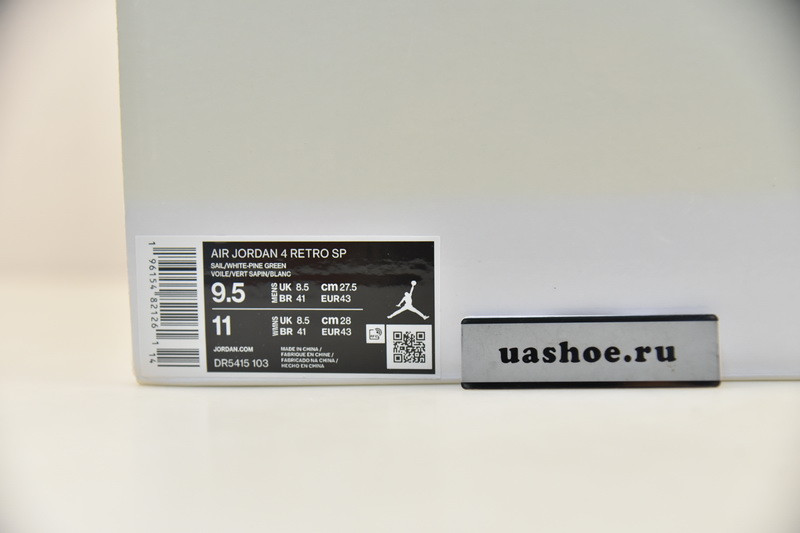 AIR JORDAN 4 RETRO SP
SAIL/WHITE-PINE GREEN
VOILE/VERT SAPIN/BLANC
9.5 MENS UK 8.5 CM 27.5
BR 41 EUR43
11 WMNS UK 8.5 CM 28
BR 41 EUR43
JORDAN.COM
DR5415 103
MADE IN CHINA /
FABRIQUÉ EN CHINE /
FABRICADO NA CHINA /
HECHO EN CHINA
1 96154 82126 1 14
uashoe.ru